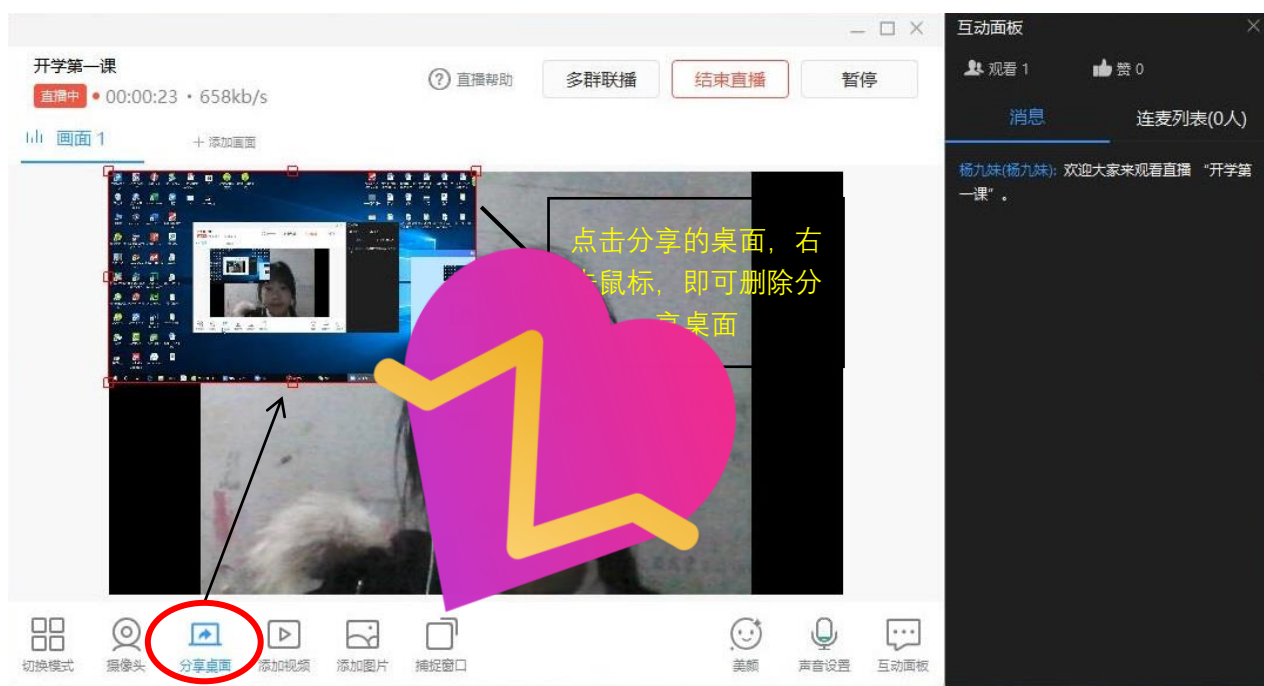 开学第一课
直播中 • 00:00:23 • 658kb/s
直播帮助
多群联播
结束直播
暂停
画面 1
+ 添加画面
点击分享的桌面，右
鼠标，即可删除分
桌面
切换模式
摄像头
分享桌面
添加视频
添加图片
捕捉窗口
美颜
声音设置
互动面板
互动面板
观看 1
赞 0
消息
连麦列表(0人)
杨九妹(杨九妹): 欢迎大家来观看直播 “开学第
一课”。